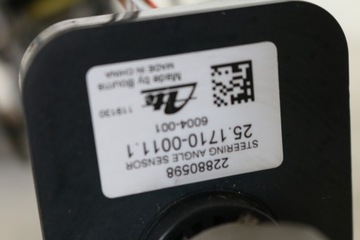 22880598
STEERING ANGLE SENSOR
25.1710-0011.1
6004-001
Ate
119130
Made by Bourns
MADE IN CHINA